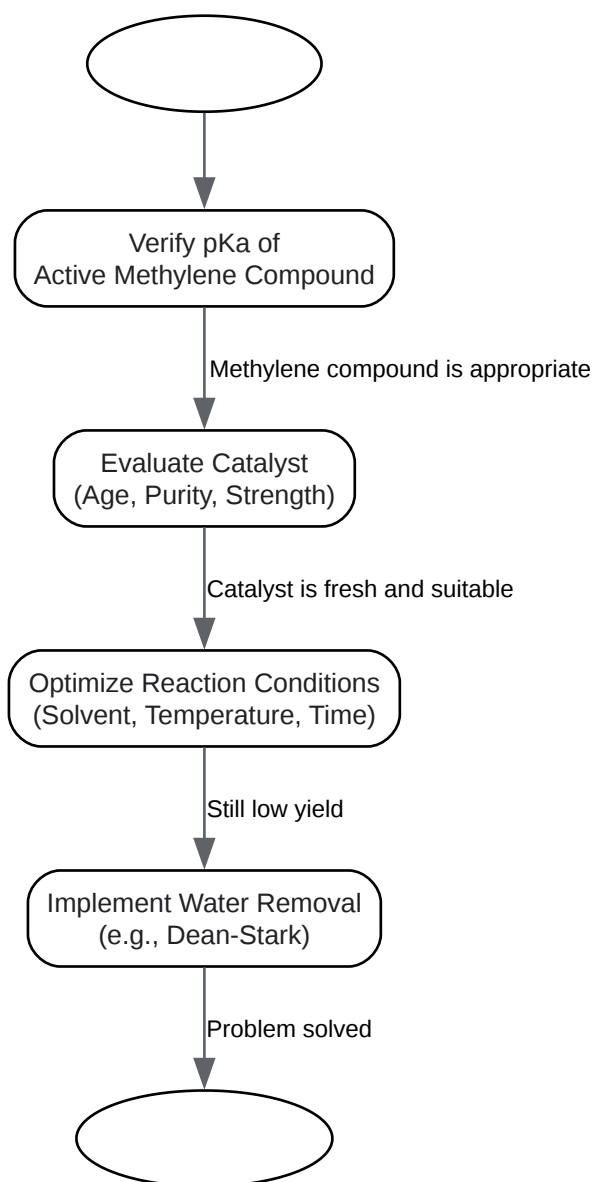 Verify pKa of
Active Methylene Compound
Methylene compound is appropriate
Evaluate Catalyst
(Age, Purity, Strength)
Catalyst is fresh and suitable
Optimize Reaction Conditions
(Solvent, Temperature, Time)
Still low yield
Implement Water Removal
(e.g., Dean-Stark)
Problem solved